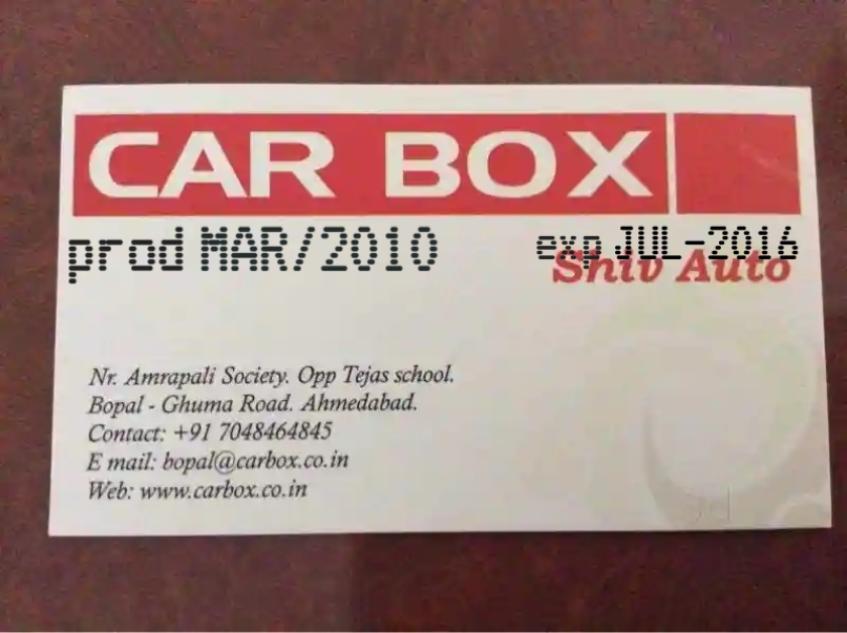 CAR BOX
prod MAR/2010
exp JUL-2016
Shiv Auto
Nr. Amrapali Society. Opp Tejas school.
Bopal - Ghuma Road. Ahmedabad.
Contact: +91 7048464845
E mail: bopal@carbox.co.in
Web: www.carbox.co.in